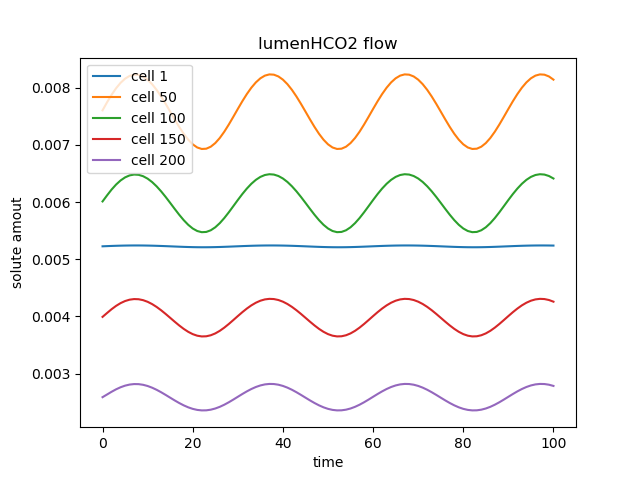 lumenHCO2 flow
cell 1
cell 50
cell 100
cell 150
cell 200
solute amout
0.008
0.007
0.006
0.005
0.004
0.003
0 20 40 60 80 100
time